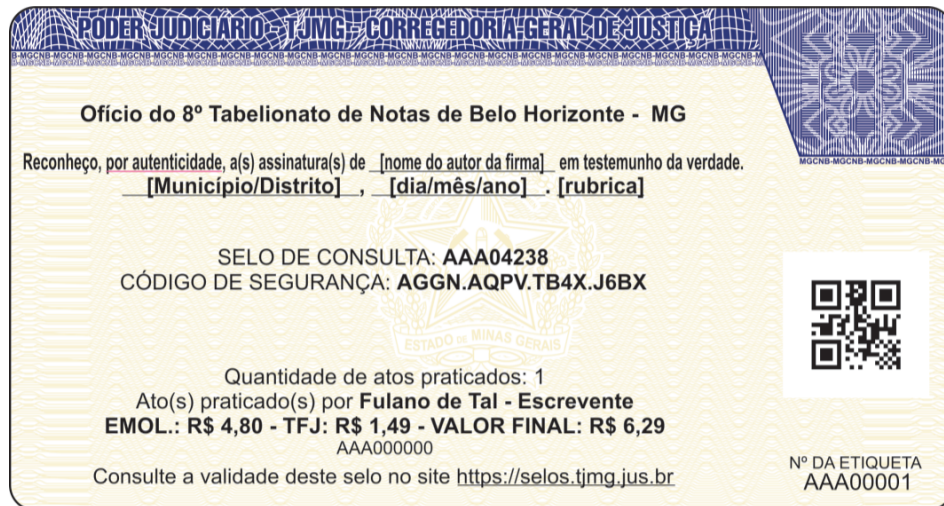 PODER JUDICIÁRIO - TJMG - CORREGEDORIA-GERAL DE JUSTIÇA
Ofício do 8º Tabelionato de Notas de Belo Horizonte - MG
Reconheço, por autenticidade, a(s) assinatura(s) de _[nome do autor da firma]_ em testemunho da verdade.
[Município/Distrito] , [dia/mês/ano] . [rubrica]
SELO DE CONSULTA: AAA04238
CÓDIGO DE SEGURANÇA: AGGN.AQPV.TB4X.J6BX
ESTADO DE MINAS GERAIS
Quantidade de atos praticados: 1
Ato(s) praticado(s) por Fulano de Tal - Escrevente
EMOL.: R$ 4,80 - TFJ: R$ 1,49 - VALOR FINAL: R$ 6,29
AAA000000
Consulte a validade deste selo no site https://selos.tjmg.jus.br
Nº DA ETIQUETA
AAA00001